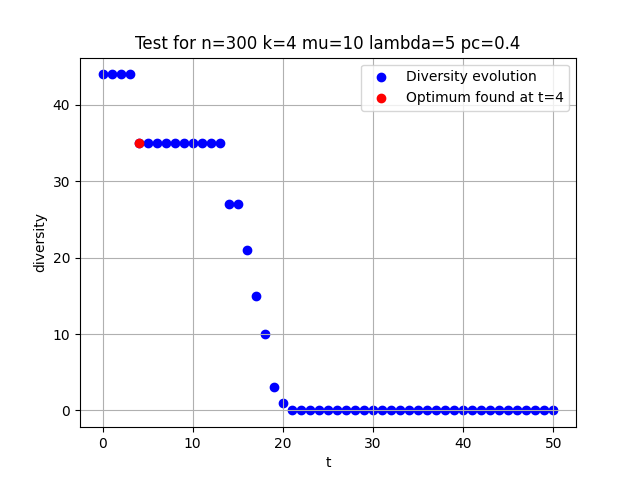 Test for n=300 k=4 mu=10 lambda=5 pc=0.4
Diversity evolution
Optimum found at t=4
diversity
40
30
20
10
0
0 10 20 30 40 50
t